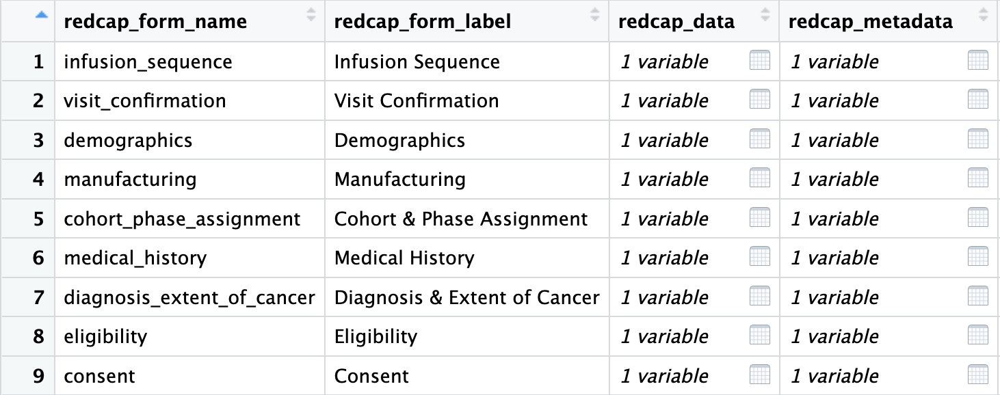 redcap_form_name redcap_form_label redcap_data redcap_metadata
1 infusion_sequence Infusion Sequence 1 variable 1 variable
2 visit_confirmation Visit Confirmation 1 variable 1 variable
3 demographics Demographics 1 variable 1 variable
4 manufacturing Manufacturing 1 variable 1 variable
5 cohort_phase_assignment Cohort & Phase Assignment 1 variable 1 variable
6 medical_history Medical History 1 variable 1 variable
7 diagnosis_extent_of_cancer Diagnosis & Extent of Cancer 1 variable 1 variable
8 eligibility Eligibility 1 variable 1 variable
9 consent Consent 1 variable 1 variable